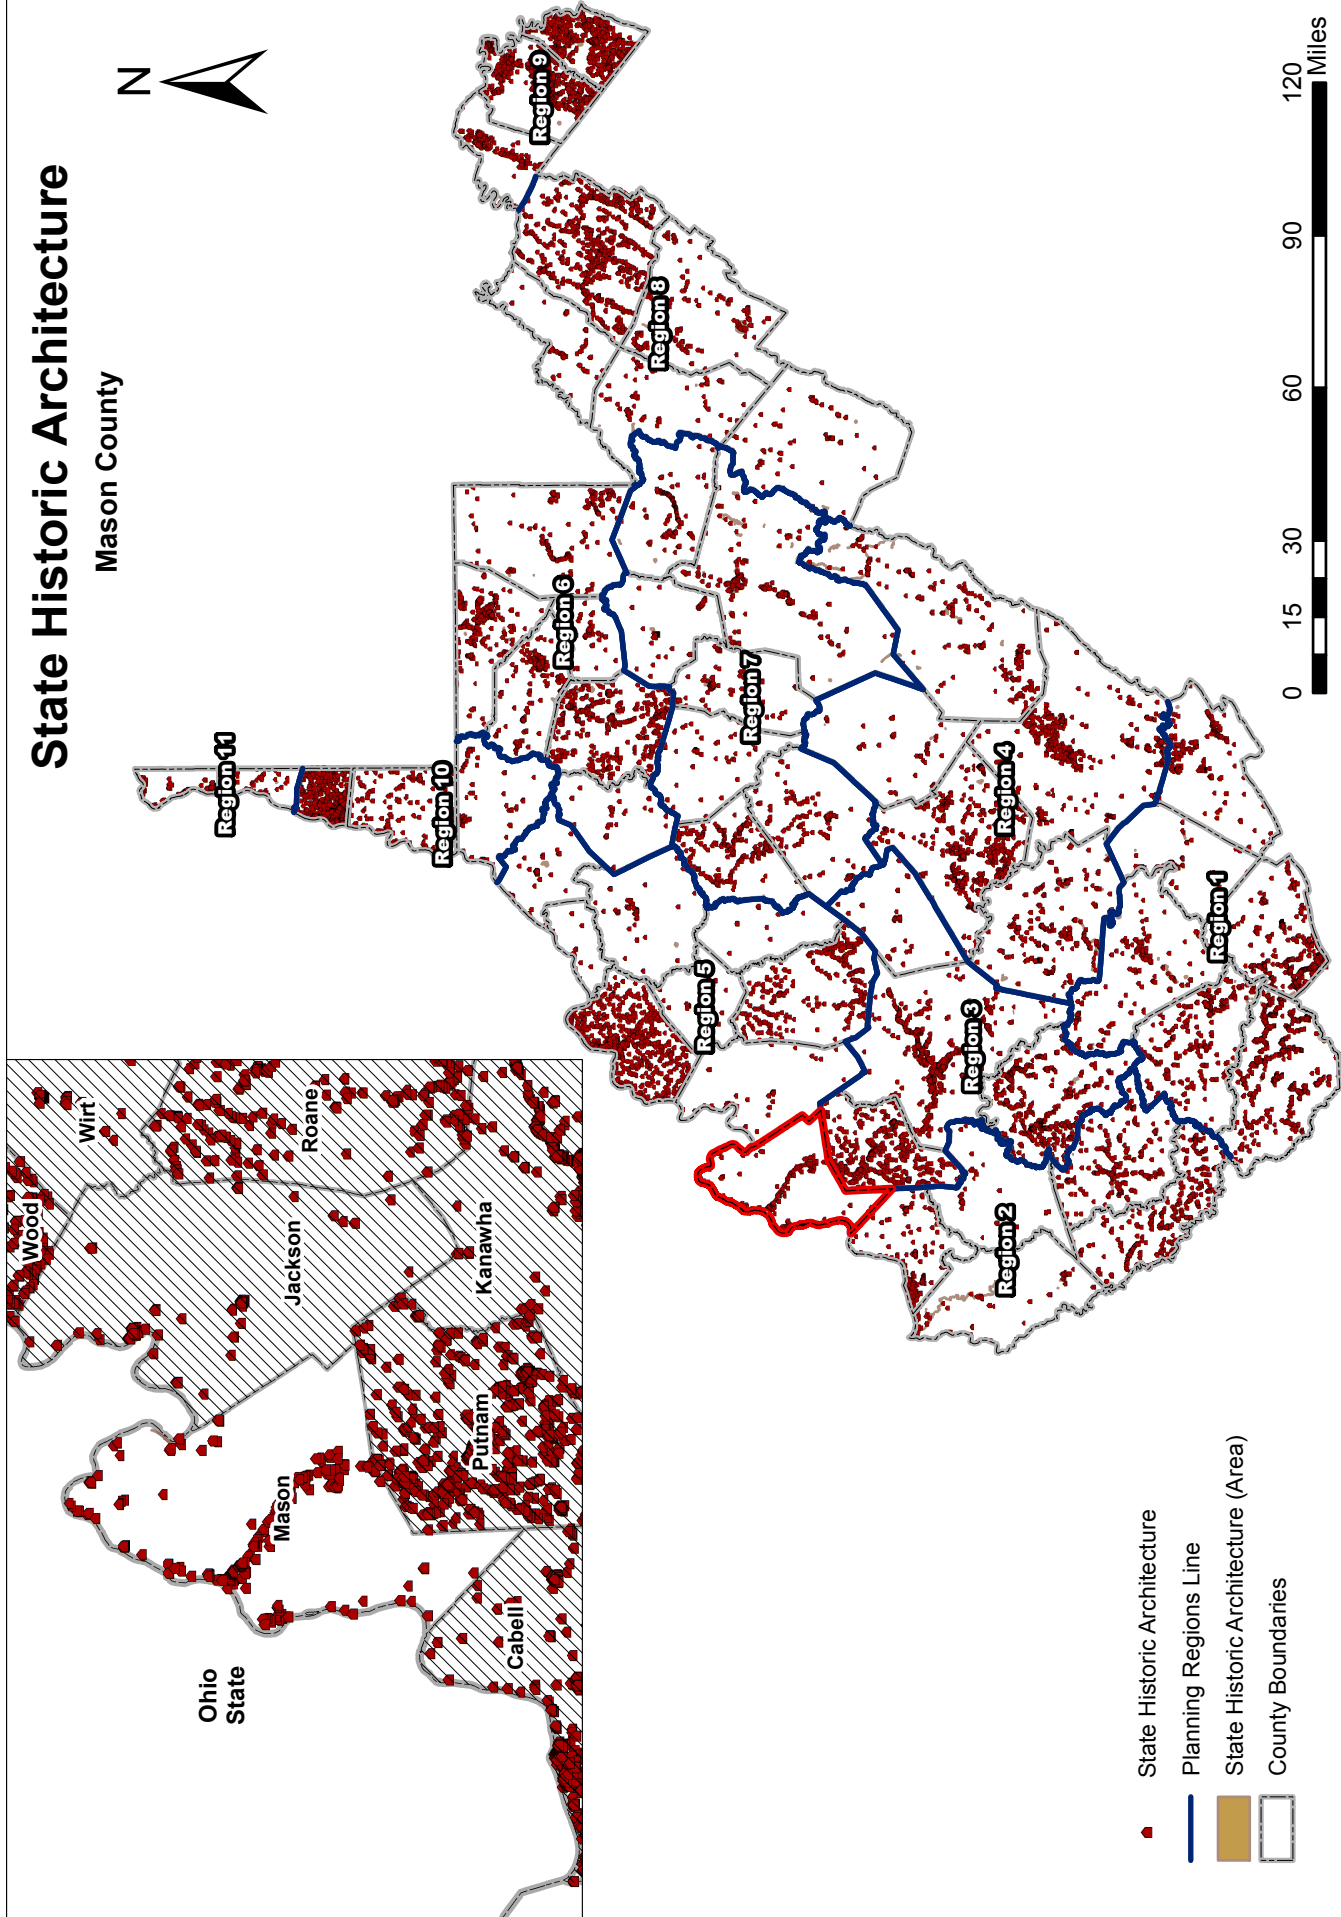 State Historic Architecture
Mason County
N
Wood
Wirt
Roane
Jackson
Kanawha
Putnam
Mason
Cabell
Ohio
State
Region 11
Region 10
Region 9
Region 8
Region 6
Region 7
Region 5
Region 4
Region 3
Region 2
Region 1
State Historic Architecture
Planning Regions Line
State Historic Architecture (Area)
County Boundaries
0 15 30 60 90 120
Miles